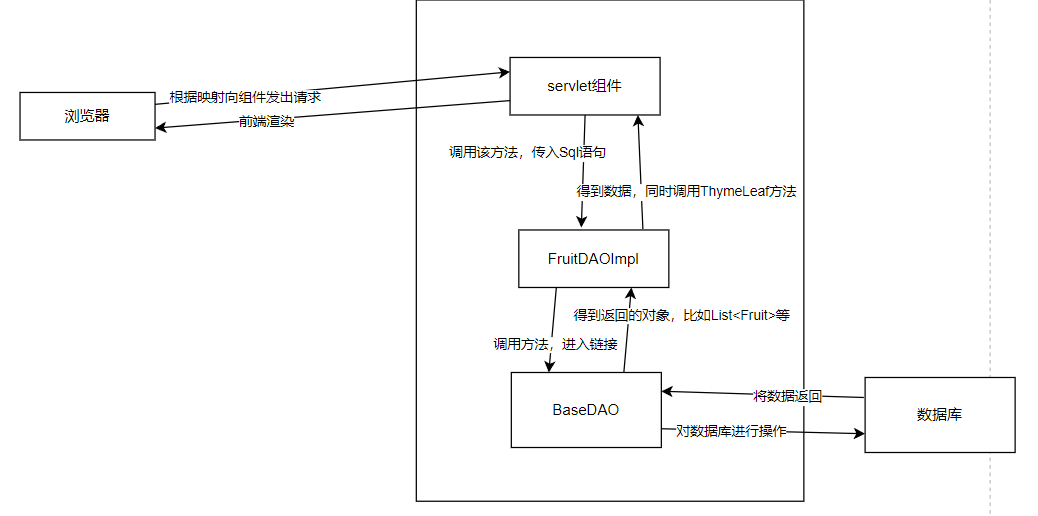 servlet组件
浏览器
根据映射向组件发出请求
前端渲染
调用该方法，传入Sql语句
得到数据，同时调用ThymeLeaf方法
FruitDAOImpl
得到返回的对象，比如List<Fruit>等
调用方法，进入链接
BaseDAO
将数据返回
数据库
对数据库进行操作